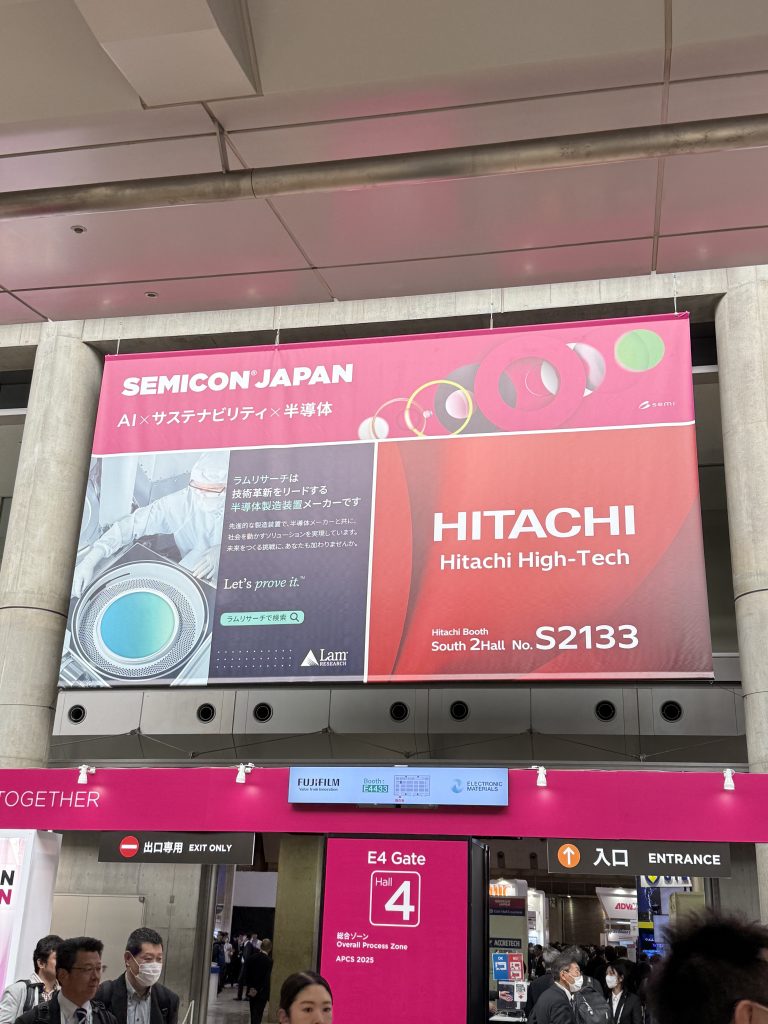 SEMICON® JAPAN
AI×サステナビリティ×半導体
semi
ラムリサーチは
技術革新をリードする
半導体製造装置メーカーです
先進的な製造装置で、半導体メーカーと共に、
社会を動かすソリューションを実現しています。
未来をつくる挑戦に、あなたも加わりませんか。
Let's prove it.™
ラムリサーチで検索
Lam
RESEARCH
HITACHI
Hitachi High-Tech
Hitachi Booth
South 2Hall No. S2133
TOGETHER
FUJIFILM
Value from Innovation
Booth:
E4433
ELECTRONIC
MATERIALS
出口専用 EXIT ONLY
入口 ENTRANCE
E4 Gate
Hall
4
総合ゾーン
Overall Process Zone
APCS 2025
ACCRETECH
OK